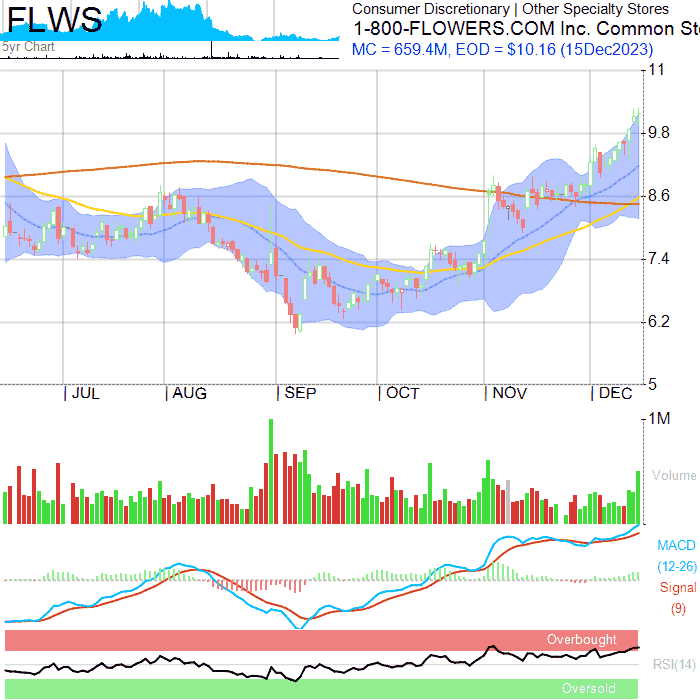 FLWS
Consumer Discretionary | Other Specialty Stores
1-800-FLOWERS.COM Inc. Common Sto
MC = 659.4M, EOD = $10.16 (15Dec2023)
5yr Chart
11
9.8
8.6
7.4
6.2
5
JUL AUG SEP OCT NOV DEC
1M
Volume
MACD
(12-26)
Signal
(9)
Overbought
RSI(14)
Oversold